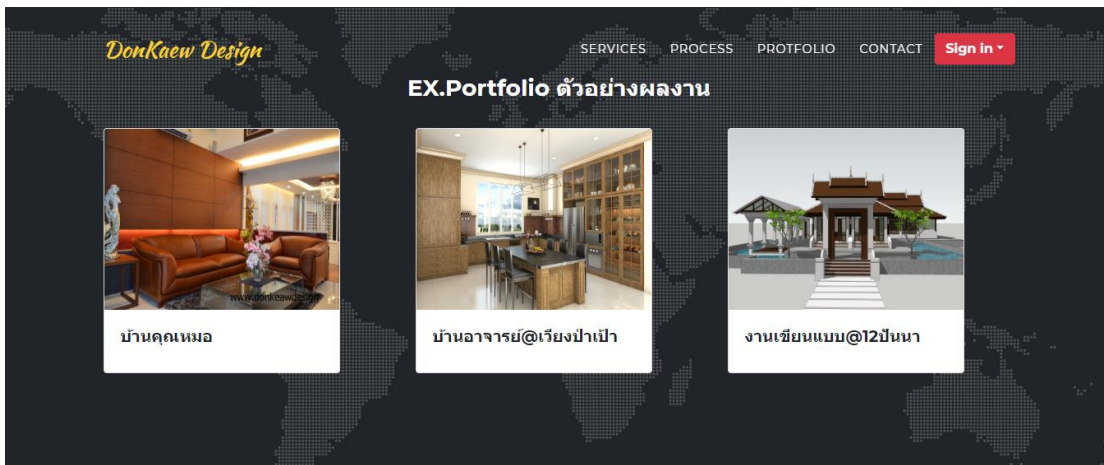 DonKaew Design
SERVICES PROCESS PROTFOLIO CONTACT Sign in
EX.Portfolio ตัวอย่างผลงาน
บ้านคุณหมอ
บ้านอาจารย์@เวียงป่าเป้า
งานเขียนแบบ@12ปันนา